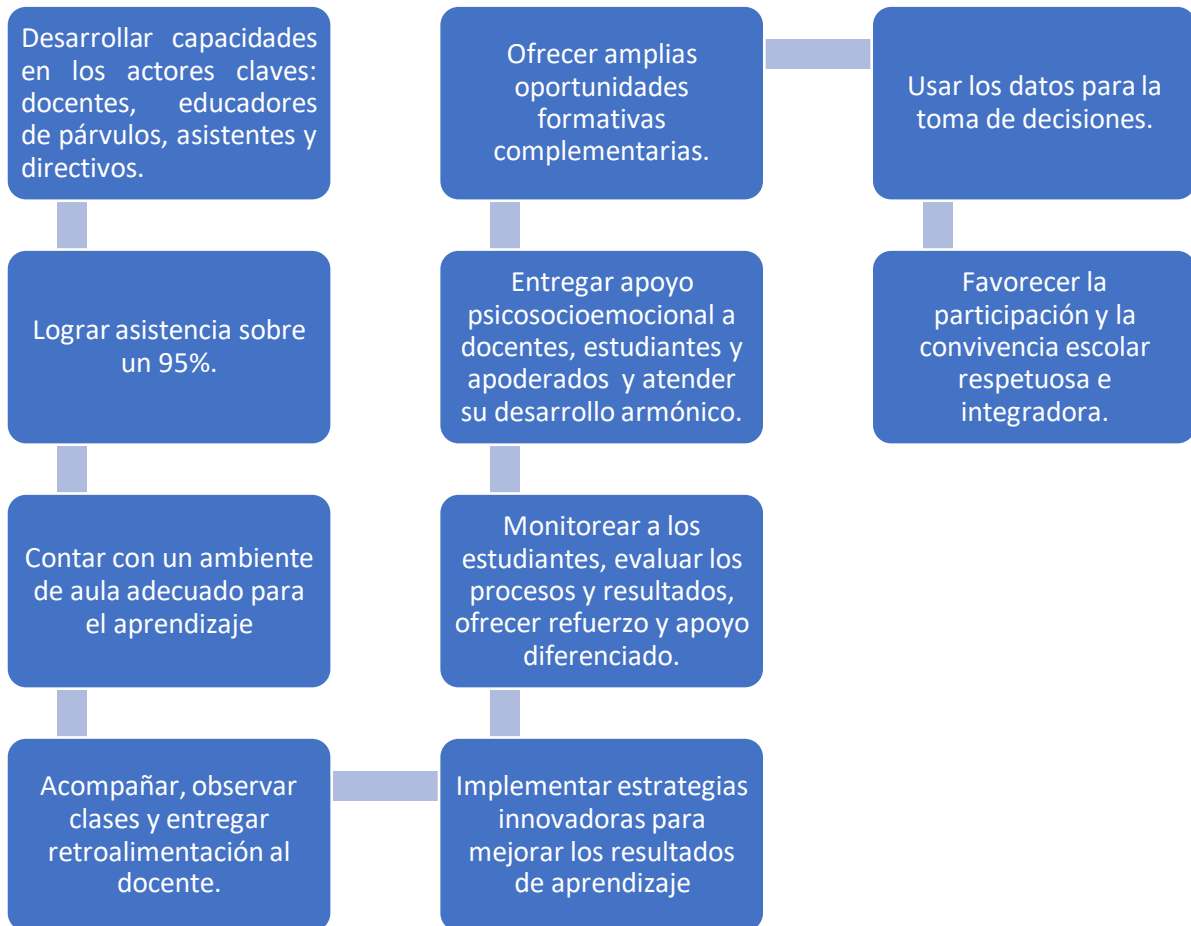 Desarrollar capacidades
en los actores claves:
docentes, educadores
de párvulos, asistentes y
directivos.
Lograr asistencia sobre
un 95%.
Contar con un ambiente
de aula adecuado para
el aprendizaje
Acompañar, observar
clases y entregar
retroalimentación al
docente.
Implementar estrategias
innovadoras para
mejorar los resultados
de aprendizaje
Monitorear a los
estudiantes, evaluar los
procesos y resultados,
ofrecer refuerzo y apoyo
diferenciado.
Entregar apoyo
psicosocioemocional a
docentes, estudiantes y
apoderados y atender
su desarrollo armónico.
Ofrecer amplias
oportunidades
formativas
complementarias.
Usar los datos para la
toma de decisiones.
Favorecer la
participación y la
convivencia escolar
respetuosa e
integradora.